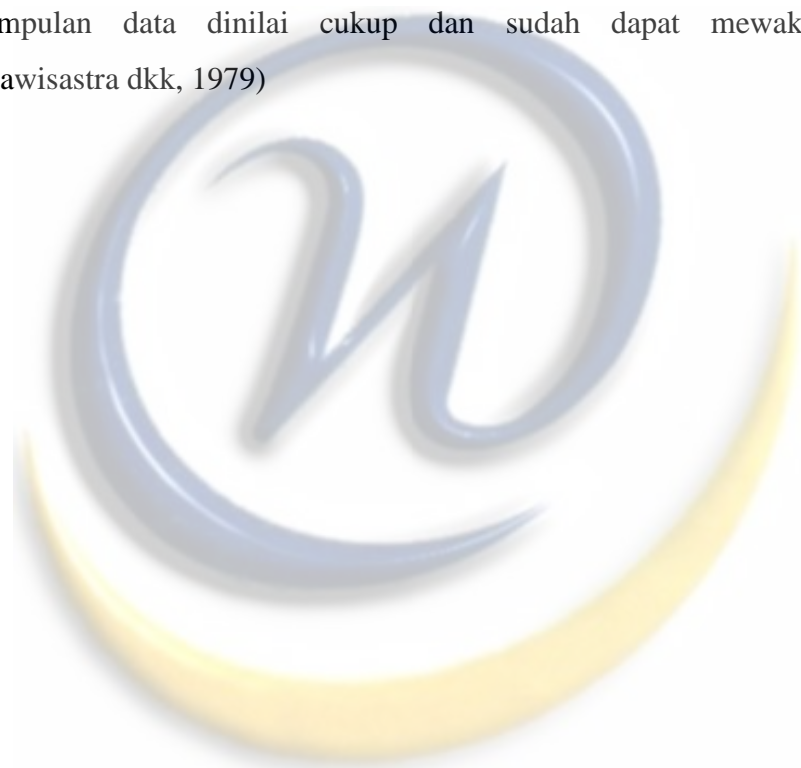 mpulan data dinilai cukup dan sudah dapat mewak
awisastra dkk, 1979)